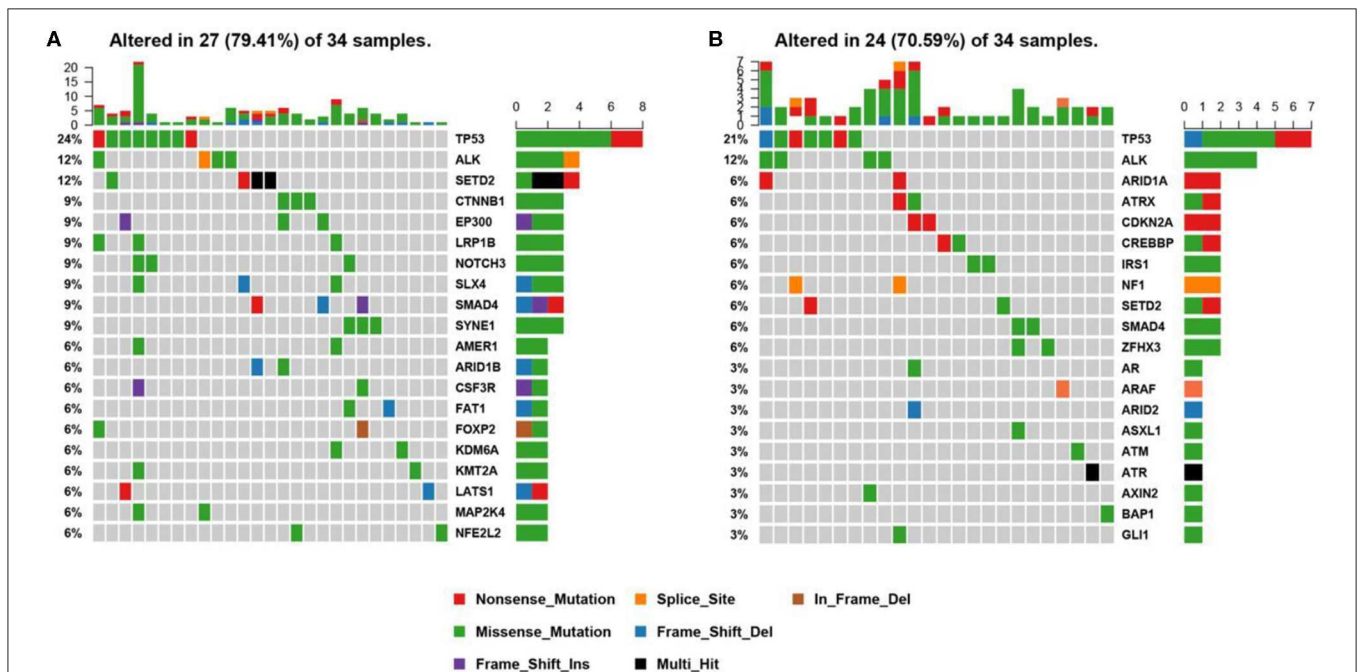 A
Altered in 27 (79.41%) of 34 samples.
20
15
10
5
0
0 2 4 6 8
24% TP53
12% ALK
12% SETD2
9% CTNNB1
9% EP300
9% LRP1B
9% NOTCH3
9% SLX4
9% SMAD4
9% SYNE1
6% AMER1
6% ARID1B
6% CSF3R
6% FAT1
6% FOXP2
6% KDM6A
6% KMT2A
6% LATS1
6% MAP2K4
6% NFE2L2
B
Altered in 24 (70.59%) of 34 samples.
7
6
5
4
3
2
1
0
0 1 2 3 4 5 6 7
21% TP53
12% ALK
6% ARID1A
6% ATRX
6% CDKN2A
6% CREBBP
6% IRS1
6% NF1
6% SETD2
6% SMAD4
6% ZFHX3
3% AR
3% ARAF
3% ARID2
3% ASXL1
3% ATM
3% ATR
3% AXIN2
3% BAP1
3% GLI1
Nonsense_Mutation Splice_Site In_Frame_Del
Missense_Mutation Frame_Shift_Del
Frame_Shift_Ins Multi_Hit